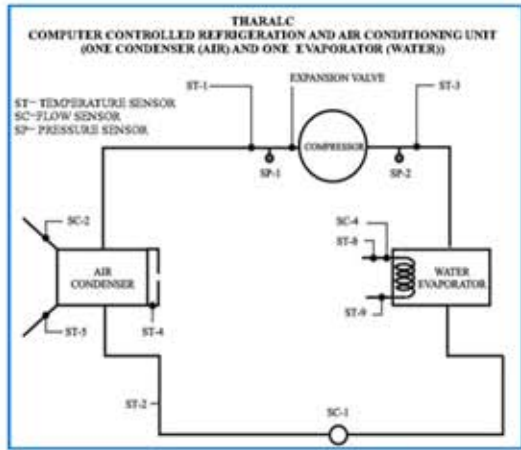 THARALC
COMPUTER CONTROLLED REFRIGERATION AND AIR CONDITIONING UNIT
(ONE CONDENSER (AIR) AND ONE EVAPORATOR (WATER))
ST-1
EXPANSION VALVE
ST-3
ST- TEMPERATURE SENSOR
SC-FLOW SENSOR
SP- PRESSURE SENSOR
COMPRESSOR
SP-1
SP-2
SC-2
SC-4
ST-8
AIR
CONDENSER
WATER
EVAPORATOR
ST-9
ST-5
ST-4
ST-2
SC-1